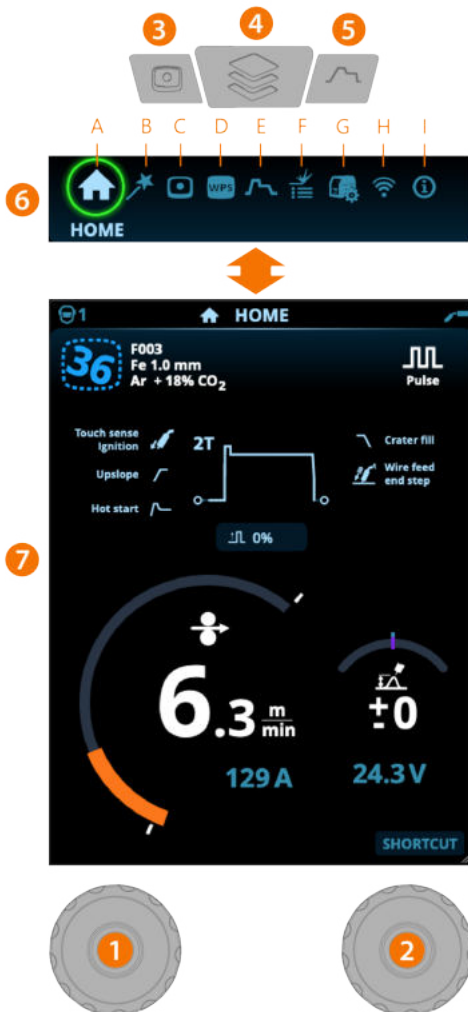 3
4
5
A B C D E F G H I
WPS
6
HOME
1 HOME
36
F003
Fe 1.0 mm
Ar + 18% CO₂
Pulse
Touch sense
Ignition
2T
Crater fill
Upslope
Wire feed
end step
Hot start
0%
7
6.3 m/min
±0
129 A
24.3 V
SHORTCUT
1
2